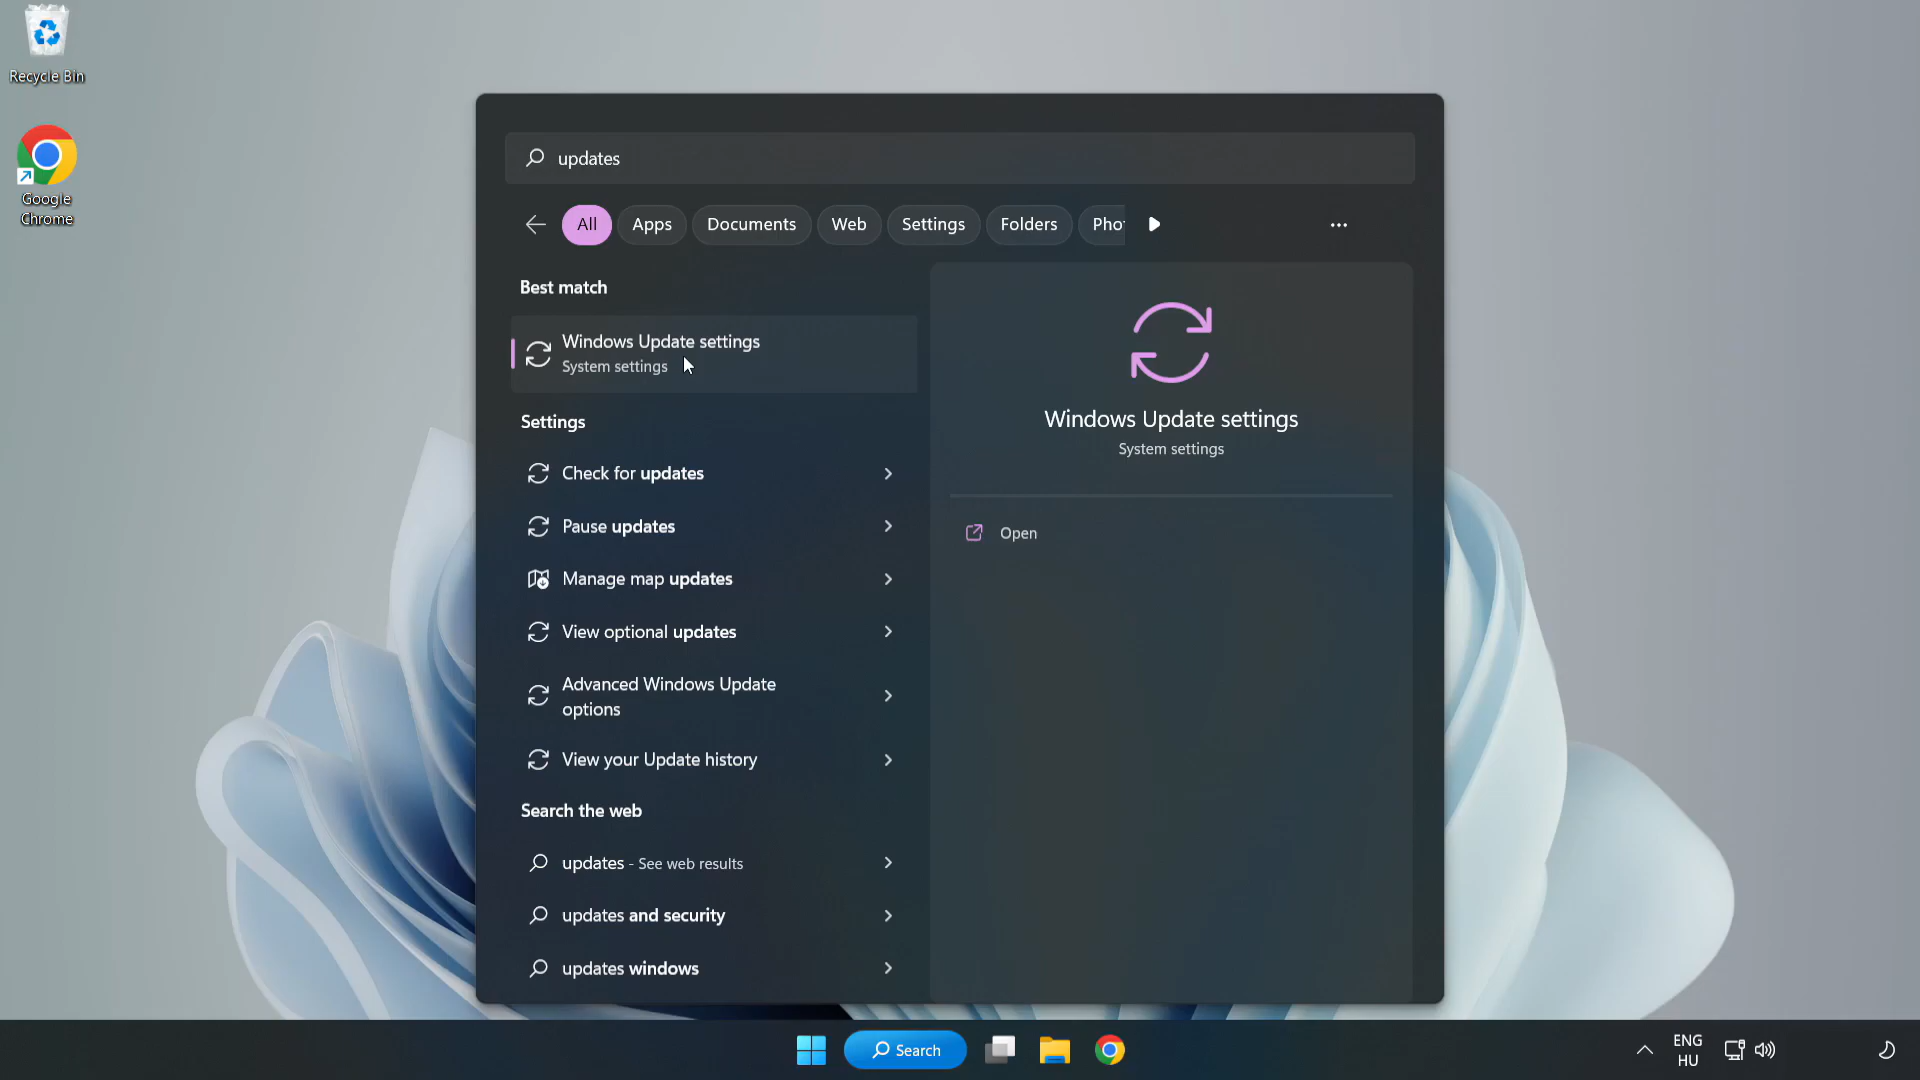 Recycle Bin
Google
Chrome
updates
All
Apps
Documents
Web
Settings
Folders
Best match
Windows Update settings
System settings
Settings
Check for updates
Pause updates
Manage map updates
View optional updates
Advanced Windows Update
options
View your Update history
Search the web
updates - See web results
updates and security
updates windows
Windows Update settings
System settings
Open
Search
ENG
HU